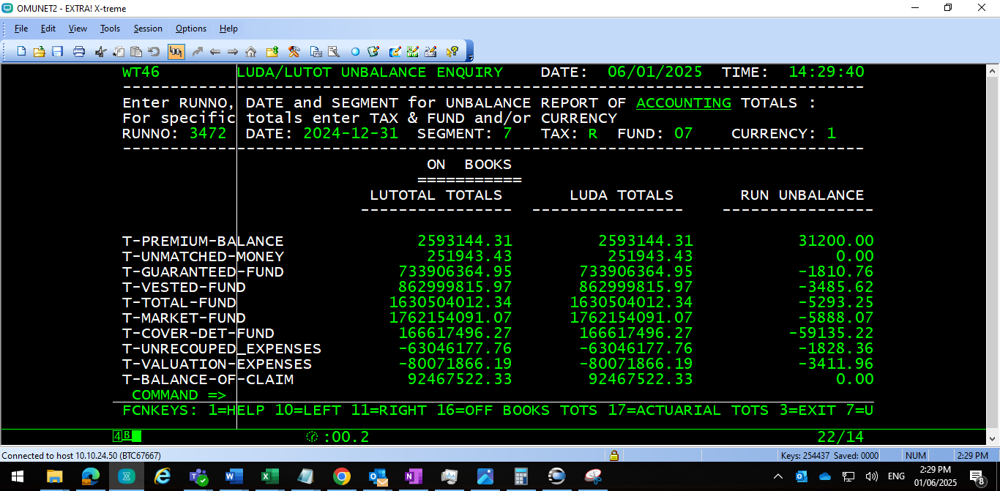 OMUNET2 - EXTRA! X-treme
File Edit View Tools Session Options Help
WT46 LUDA/LUTOT UNBALANCE ENQUIRY DATE: 06/01/2025 TIME: 14:29:40
-------------------------------------------------------------------------------
Enter RUNNO, DATE and SEGMENT for UNBALANCE REPORT OF ACCOUNTING TOTALS :
For specific totals enter TAX & FUND and/or CURRENCY
RUNNO: 3472 DATE: 2024-12-31 SEGMENT: 7 TAX: R FUND: 07 CURRENCY: 1
-------------------------------------------------------------------------------
ON BOOKS
===========
LUTOTAL TOTALS LUDA TOTALS RUN UNBALANCE
---------------- ---------------- ----------------
T-PREMIUM-BALANCE 2593144.31 2593144.31 31200.00
T-UNMATCHED-MONEY 251943.43 251943.43 0.00
T-GUARANTEED-FUND 733906364.95 733906364.95 -1810.76
T-VESTED-FUND 862999815.97 862999815.97 -3485.62
T-TOTAL-FUND 1630504012.34 1630504012.34 -5293.25
T-MARKET-FUND 1762154091.07 1762154091.07 -5888.07
T-COVER-DET-FUND 166617496.27 166617496.27 -59135.22
T-UNRECOUPED_EXPENSES -63046177.76 -63046177.76 -1828.36
T-VALUATION-EXPENSES -80071866.19 -80071866.19 -3411.96
T-BALANCE-OF-CLAIM 92467522.33 92467522.33 0.00
COMMAND =>
FCNKEYS: 1=HELP 10=LEFT 11=RIGHT 16=OFF BOOKS TOTS 17=ACTUARIAL TOTS 3=EXIT 7=U
4B :00.2 22/14
Connected to host 10.10.24.50 (BTC67667) Keys: 254437 Saved: 0000 NUM 2:29 PM
ENG 2:29 PM
01/06/2025 8